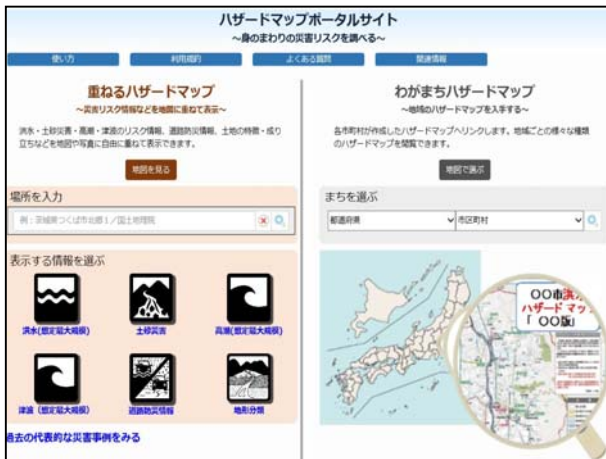 ハザードマップポータルサイト
~身のまわりの災害リスクを調べる~
使い方 利用規約 よくある質問 関連情報
重ねるハザードマップ
~災害リスク情報などを地図に重ねて表示~
洪水・土砂災害・高潮・津波のリスク情報、道路防災情報、土地の特徴・成り
立ちなどを地図や写真に自由に重ねて表示できます。
地図を見る
場所を入力
例：茨城県つくば市北郷1／国土地理院
表示する情報を選ぶ
洪水(想定最大規模) 土砂災害 高潮(想定最大規模)
津波(想定最大規模) 道路防災情報 地形分類
過去の代表的な災害事例をみる
わがまちハザードマップ
~地域のハザードマップを入手する~
各市町村が作成したハザードマップへリンクします。地域ごとの様々な種類
のハザードマップを閲覧できます。
地図で選ぶ
まちを選ぶ
都道府県 市区町村
〇〇市洪水
ハザードマップ
「 〇〇版」